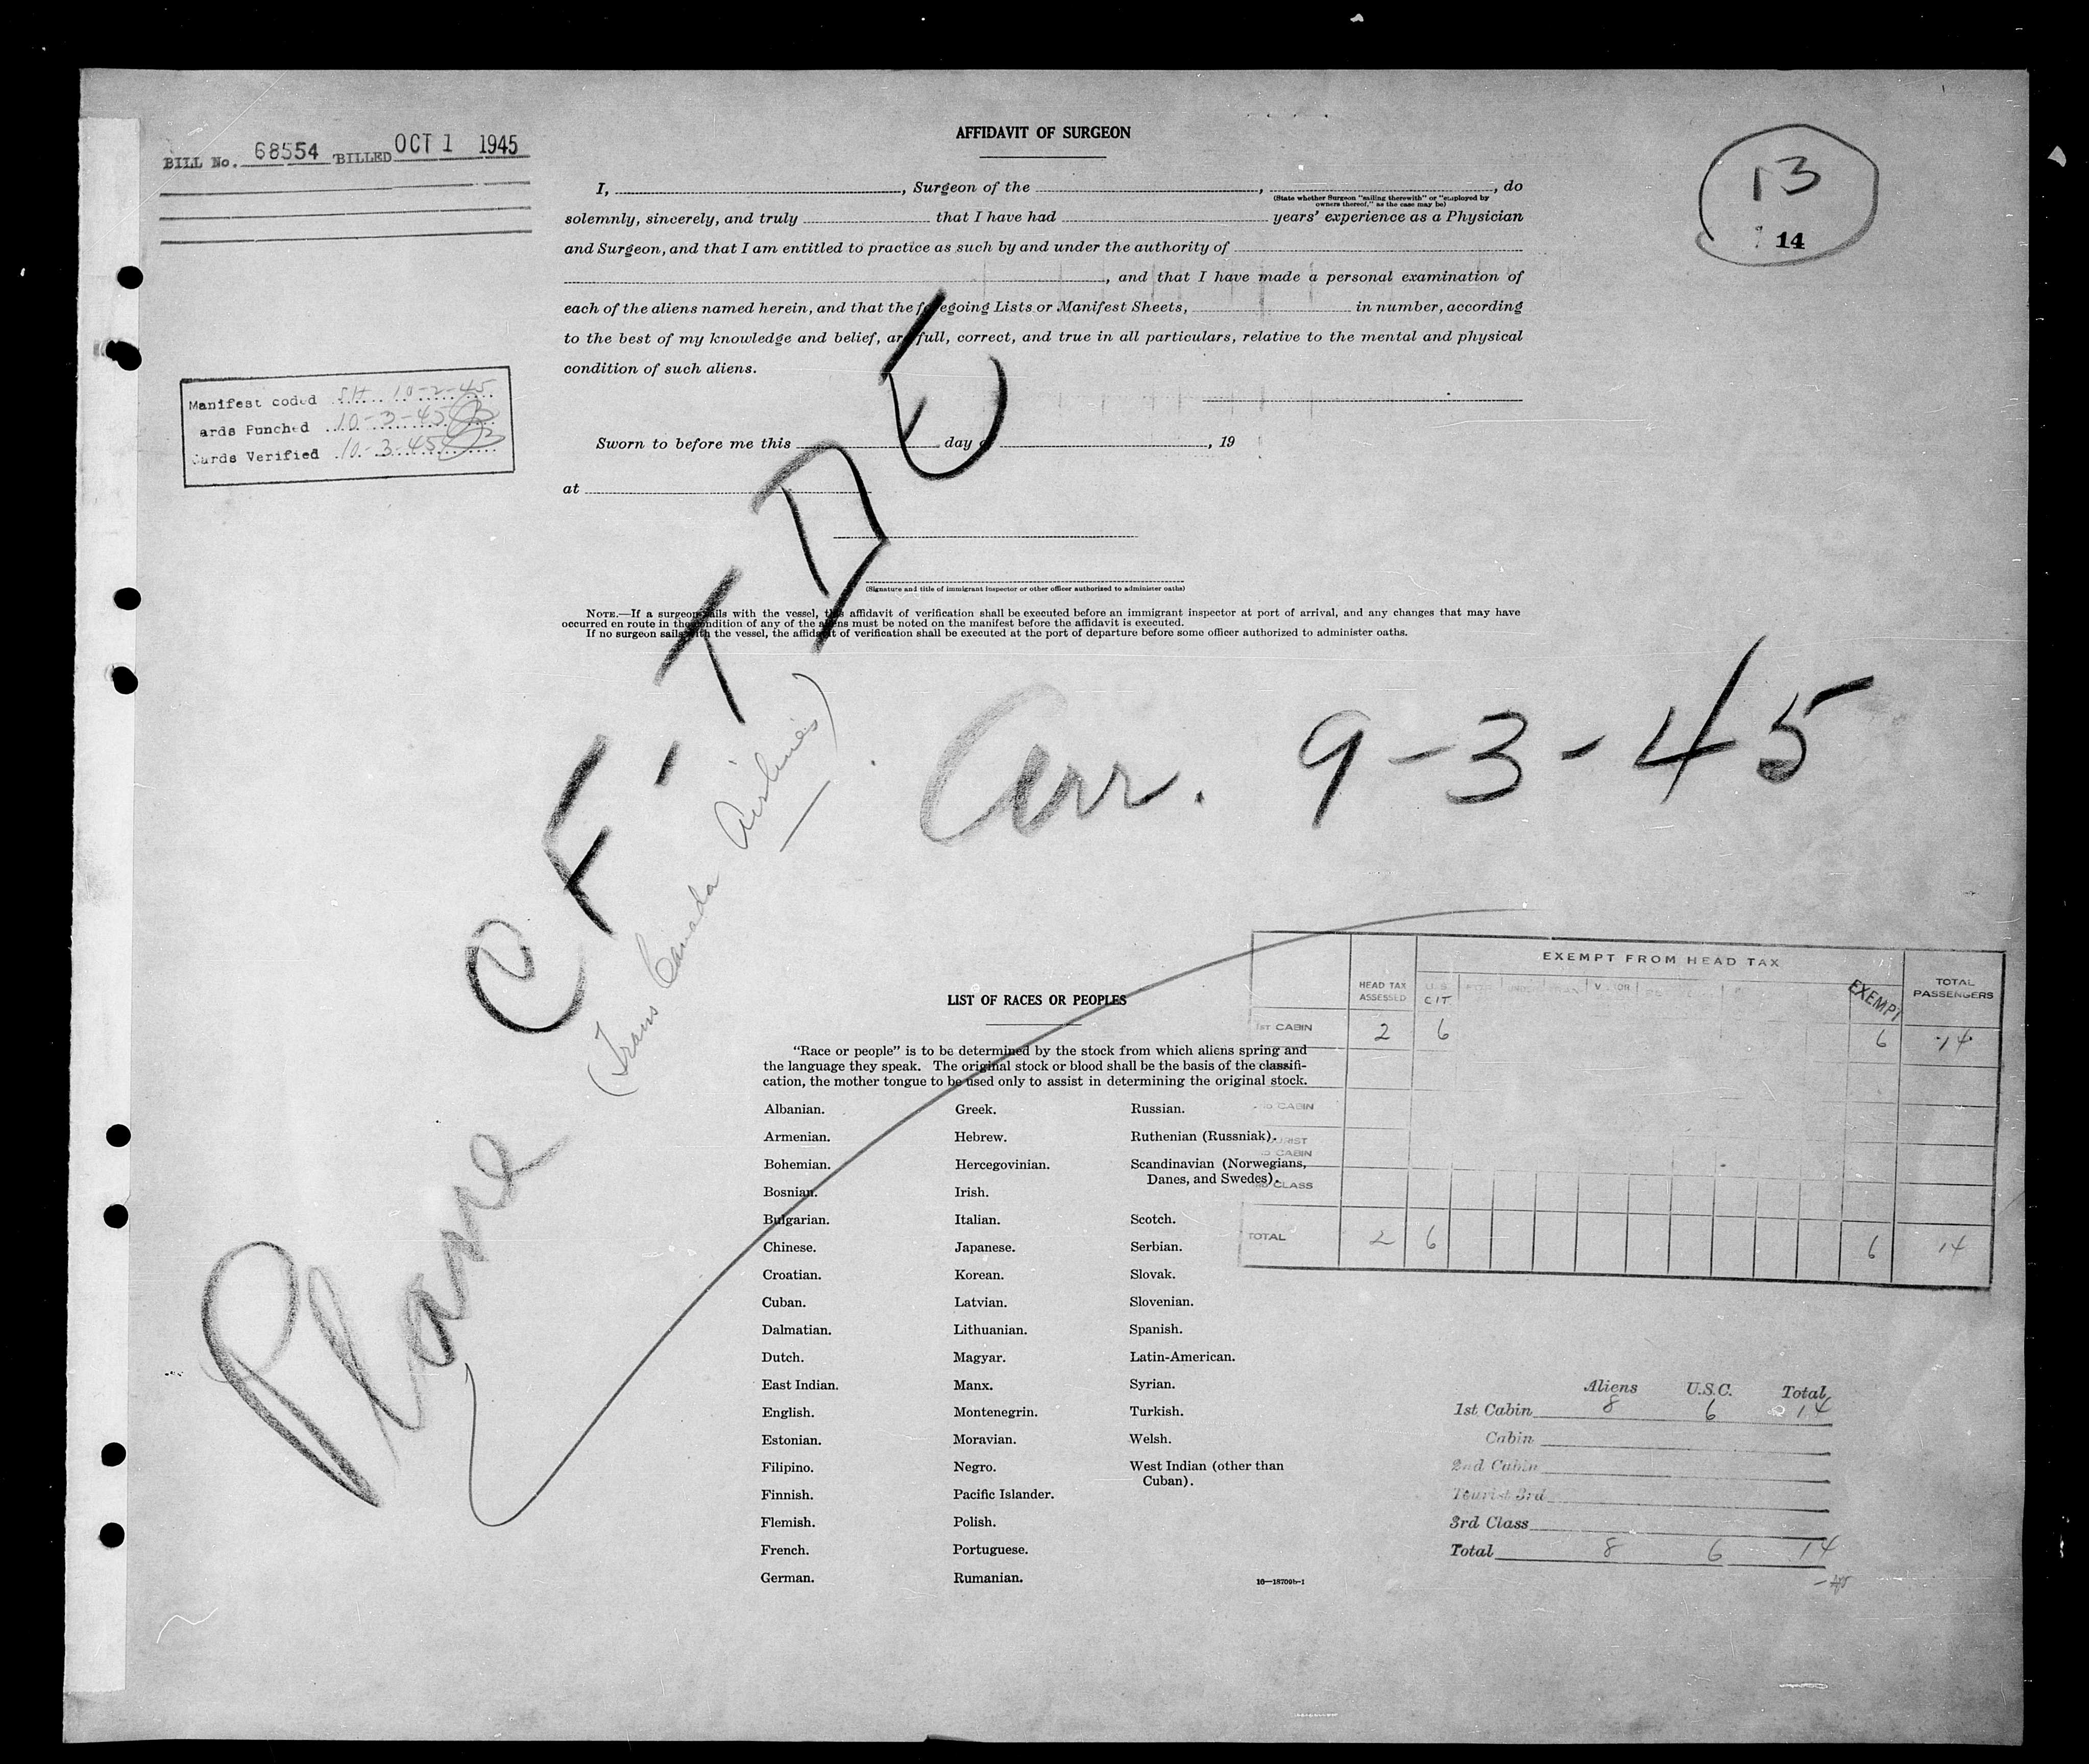 BILL No. 68554 BILLED OCT 1 1945
13
14
AFFIDAVIT OF SURGEON
I, , Surgeon of the , , do
(State whether Surgeon "sailing therewith" or "employed by
owners thereof," as the case may be)
solemnly, sincerely, and truly that I have had years' experience as a Physician
and Surgeon, and that I am entitled to practice as such by and under the authority of
, and that I have made a personal examination of
each of the aliens named herein, and that the foregoing Lists or Manifest Sheets, in number, according
to the best of my knowledge and belief, are full, correct, and true in all particulars, relative to the mental and physical
condition of such aliens.
Manifest coded 10-2-45
ards Punched 10-3-45
Cards Verified 10-3-45
Sworn to before me this day of , 19
at
(Signature and title of immigrant inspector or other officer authorized to administer oaths)
NOTE.—If a surgeon sails with the vessel, this affidavit of verification shall be executed before an immigrant inspector at port of arrival, and any changes that may have
occurred en route in the condition of any of the aliens must be noted on the manifest before the affidavit is executed.
If no surgeon sails with the vessel, the affidavit of verification shall be executed at the port of departure before some officer authorized to administer oaths.
Plane CF-TDE
(Trans Canada Airlines)
Arr. 9-3-45
LIST OF RACES OR PEOPLES
"Race or people" is to be determined by the stock from which aliens spring and
the language they speak. The original stock or blood shall be the basis of the classifi-
cation, the mother tongue to be used only to assist in determining the original stock.
Albanian.
Armenian.
Bohemian.
Bosnian.
Bulgarian.
Chinese.
Croatian.
Cuban.
Dalmatian.
Dutch.
East Indian.
English.
Estonian.
Filipino.
Finnish.
Flemish.
French.
German.
Greek.
Hebrew.
Hercegovinian.
Irish.
Italian.
Japanese.
Korean.
Latvian.
Lithuanian.
Magyar.
Manx.
Montenegrin.
Moravian.
Negro.
Pacific Islander.
Polish.
Portuguese.
Rumanian.
Russian.
Ruthenian (Russniak).
Scandinavian (Norwegians,
Danes, and Swedes).
Scotch.
Serbian.
Slovak.
Slovenian.
Spanish.
Latin-American.
Syrian.
Turkish.
Welsh.
West Indian (other than
Cuban).
16—18709b-1
EXEMPT FROM HEAD TAX
HEAD TAX ASSESSED U.S. CIT EXEMPT TOTAL PASSENGERS
1ST CABIN 2 6 6 14
CABIN
TOURIST
CABIN
CLASS
TOTAL 2 6 6 14
Aliens U.S.C. Total
1st Cabin 8 6 14
Cabin
2nd Cabin
Tourist 3rd
3rd Class
Total 8 6 14